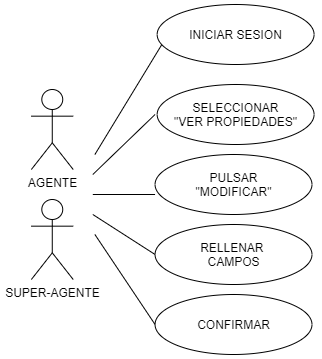 INICIAR SESION
SELECCIONAR
"VER PROPIEDADES"
AGENTE
PULSAR
"MODIFICAR"
RELLENAR
CAMPOS
SUPER-AGENTE
CONFIRMAR